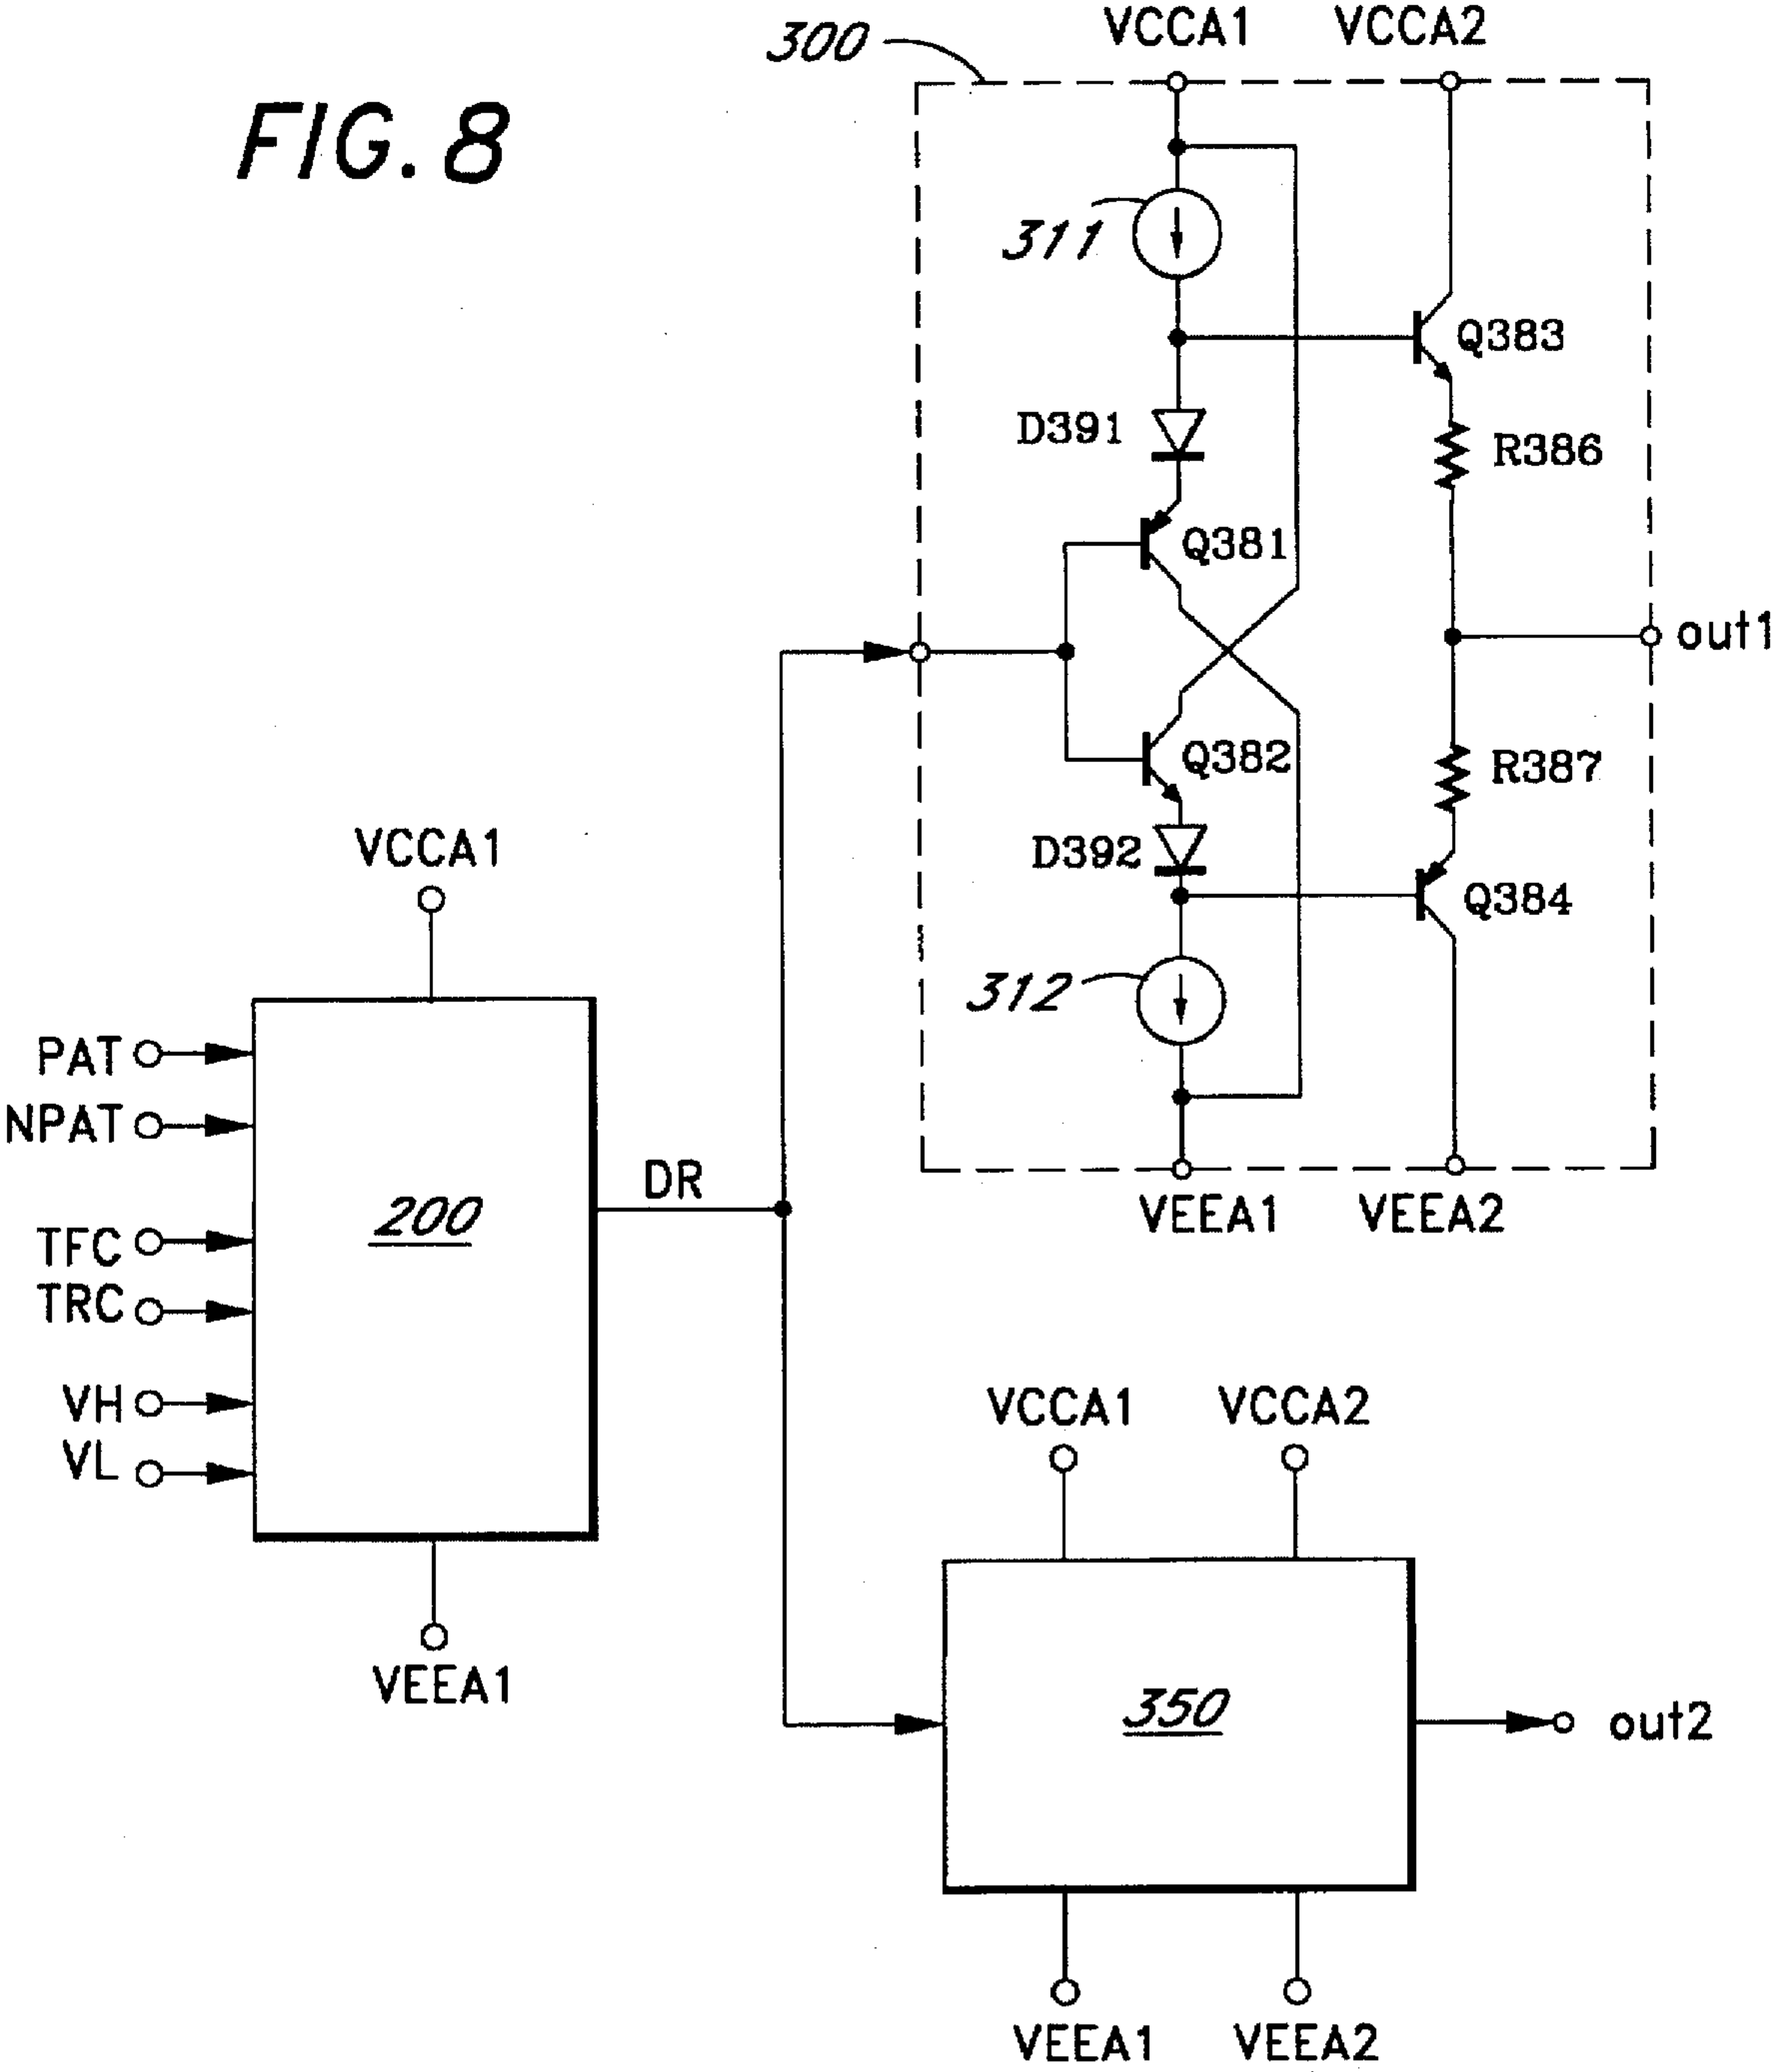 FIG. 8
300
VCCA1 VCCA2
311
Q383
D391
R386
Q381
out1
Q382
R387
D392
Q384
312
VEEA1 VEEA2
VCCA1
PAT
NPAT
TFC
TRC
VH
VL
200
DR
VEEA1
VCCA1 VCCA2
350
out2
VEEA1 VEEA2